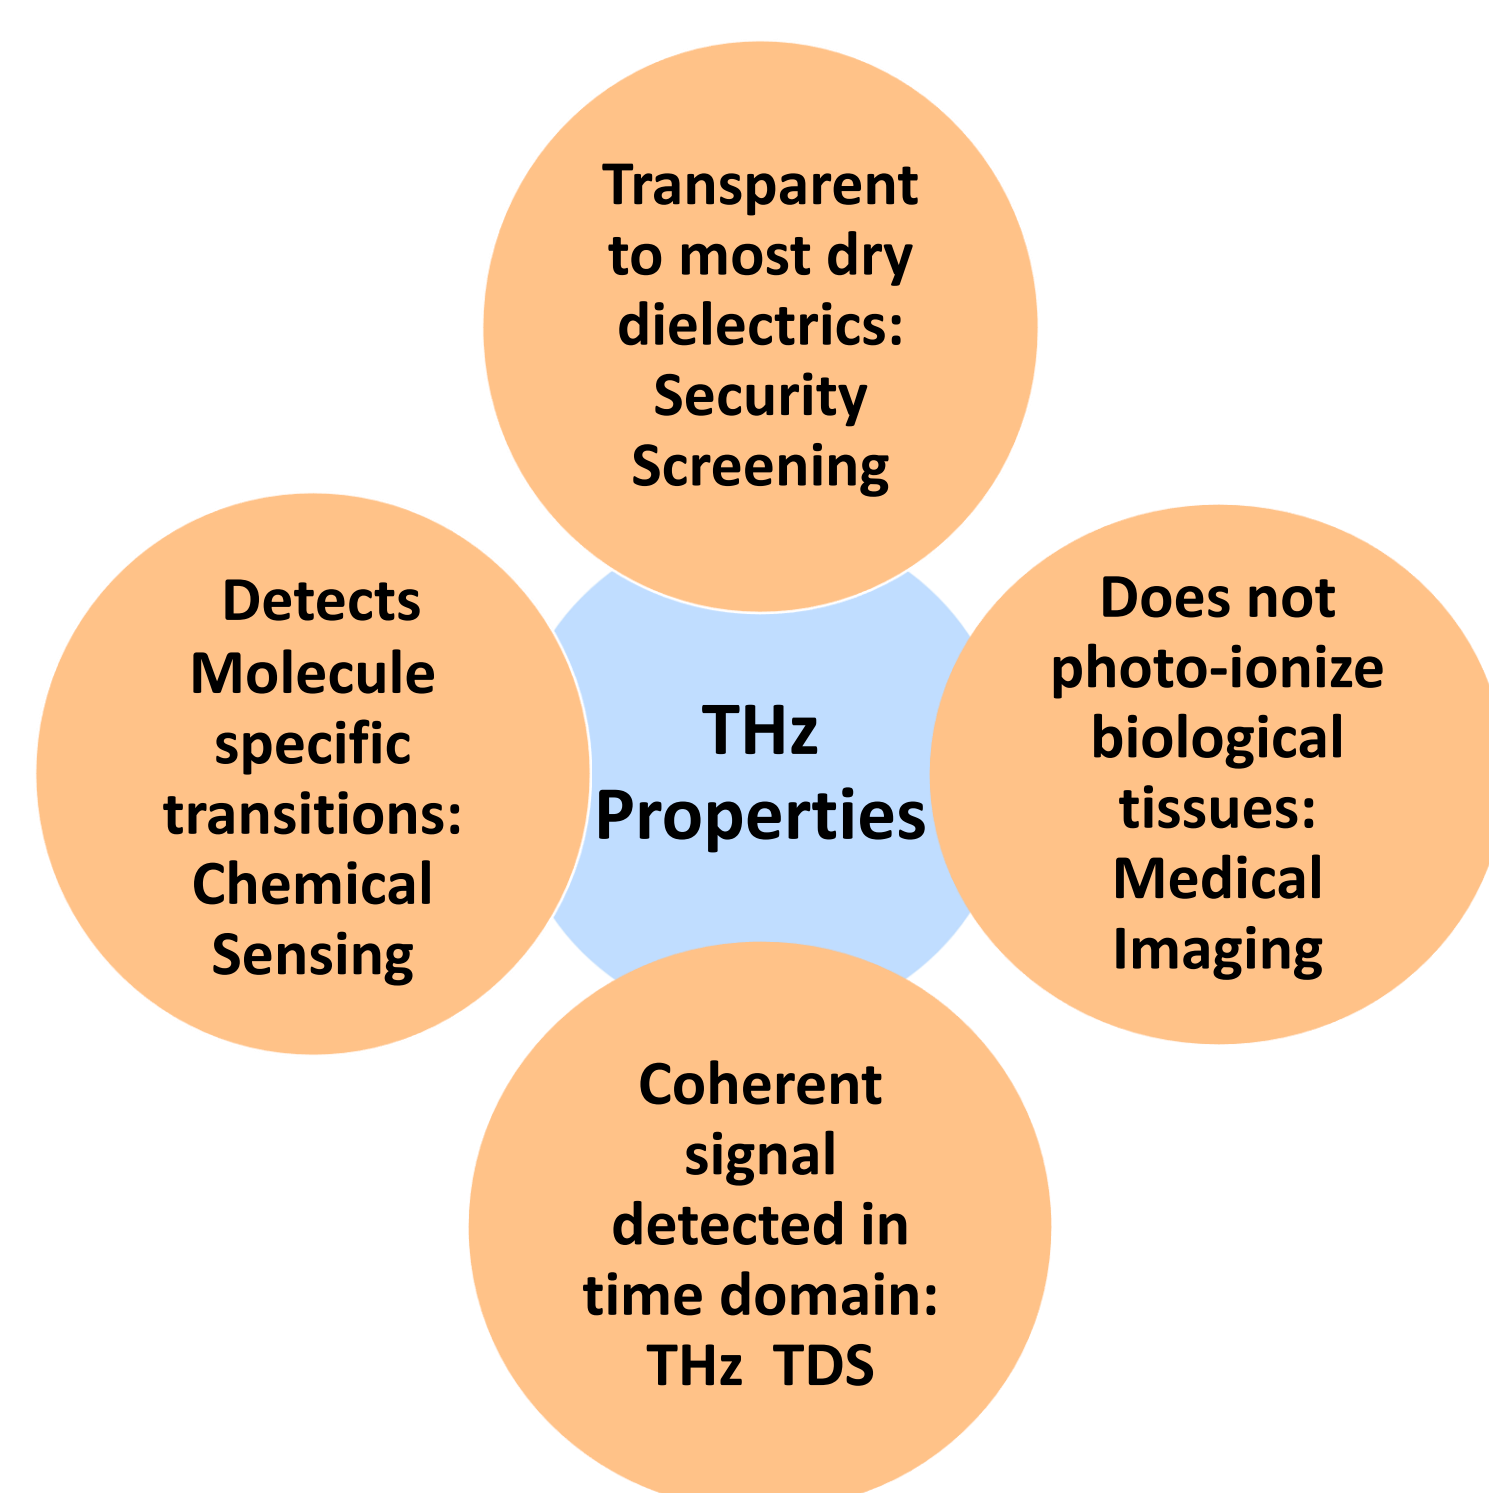 Transparent
to most dry
dielectrics:
Security
Screening
Detects
Molecule
specific
transitions:
Chemical
Sensing
THz
Properties
Does not
photo-ionize
biological
tissues:
Medical
Imaging
Coherent
signal
detected in
time domain:
THz  TDS